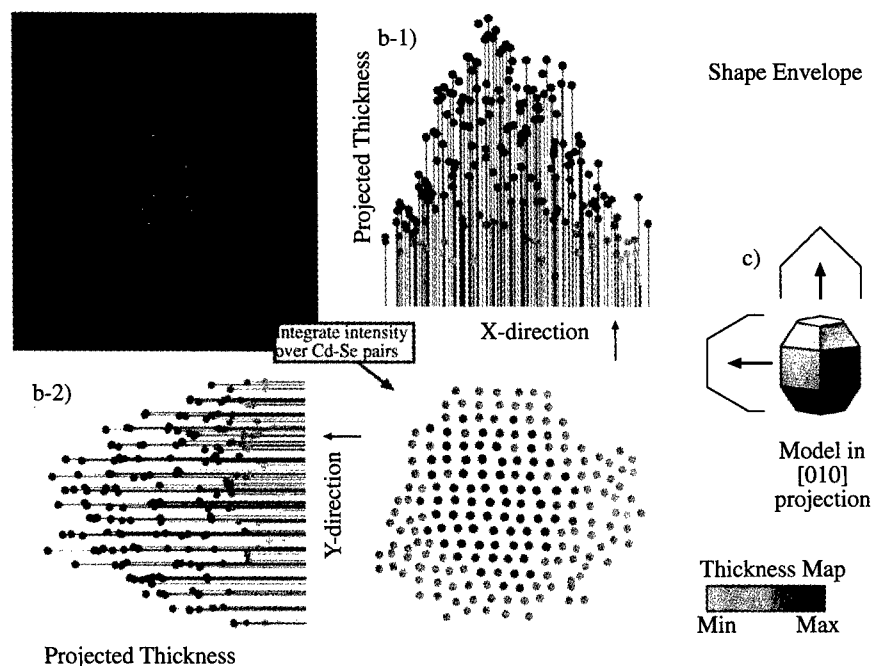 b-1)
Projected Thickness
Shape Envelope
c)
X-direction
ntegrate intensity
over Cd-Se pairs
b-2)
Y-direction
Model in
[010]
projection
Thickness Map
Min Max
Projected Thickness